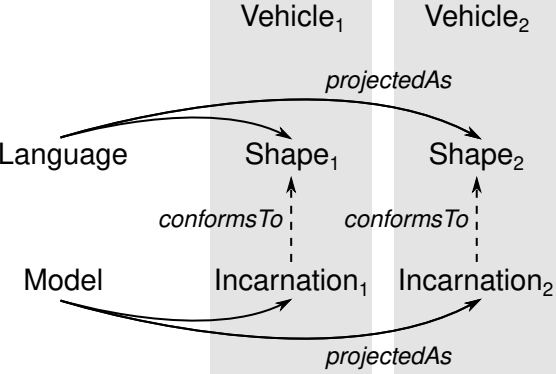 Vehicle₁ Vehicle₂
projectedAs
Language Shape₁ Shape₂
conformsTo conformsTo
Model Incarnation₁ Incarnation₂
projectedAs